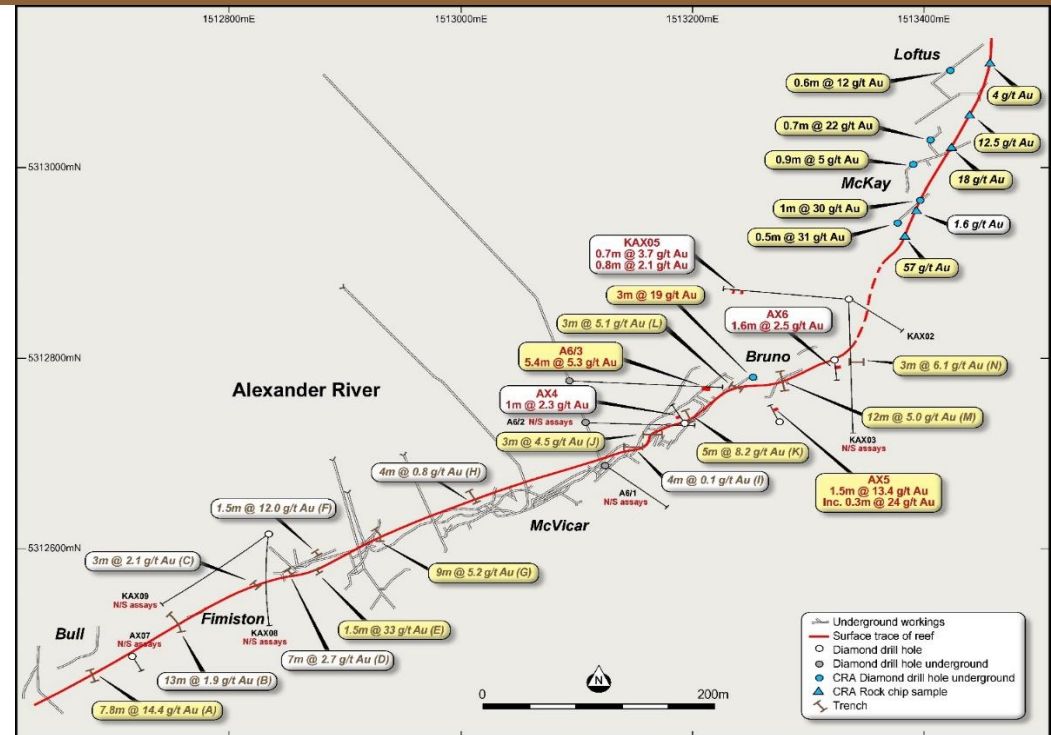 1512800mE
1513000mE
1513200mE
1513400mE
Loftus
0.6m @ 12 g/t Au
4 g/t Au
0.7m @ 22 g/t Au
12.5 g/t Au
5313000mN
0.9m @ 5 g/t Au
18 g/t Au
McKay
1m @ 30 g/t Au
1.6 g/t Au
0.5m @ 31 g/t Au
KAX05
0.7m @ 3.7 g/t Au
0.8m @ 2.1 g/t Au
57 g/t Au
3m @ 19 g/t Au
AX6
1.6m @ 2.5 g/t Au
KAX02
3m @ 5.1 g/t Au (L)
5312800mN
A6/3
5.4m @ 5.3 g/t Au
Bruno
3m @ 6.1 g/t Au (N)
Alexander River
AX4
1m @ 2.3 g/t Au
12m @ 5.0 g/t Au (M)
A6/2 N/S assays
KAX03
N/S assays
3m @ 4.5 g/t Au (J)
5m @ 8.2 g/t Au (K)
4m @ 0.8 g/t Au (H)
4m @ 0.1 g/t Au (I)
AX5
1.5m @ 13.4 g/t Au
Inc. 0.3m @ 24 g/t Au
A6/1
N/S assays
1.5m @ 12.0 g/t Au (F)
McVicar
5312600mN
3m @ 2.1 g/t Au (C)
9m @ 5.2 g/t Au (G)
KAX09
N/S assays
Fimiston
1.5m @ 33 g/t Au (E)
Bull
AX07
N/S assays
KAX08
N/S assays
7m @ 2.7 g/t Au (D)
13m @ 1.9 g/t Au (B)
7.8m @ 14.4 g/t Au (A)
N
0
200m
Underground workings
Surface trace of reef
Diamond drill hole
Diamond drill hole underground
CRA Diamond drill hole underground
CRA Rock chip sample
Trench